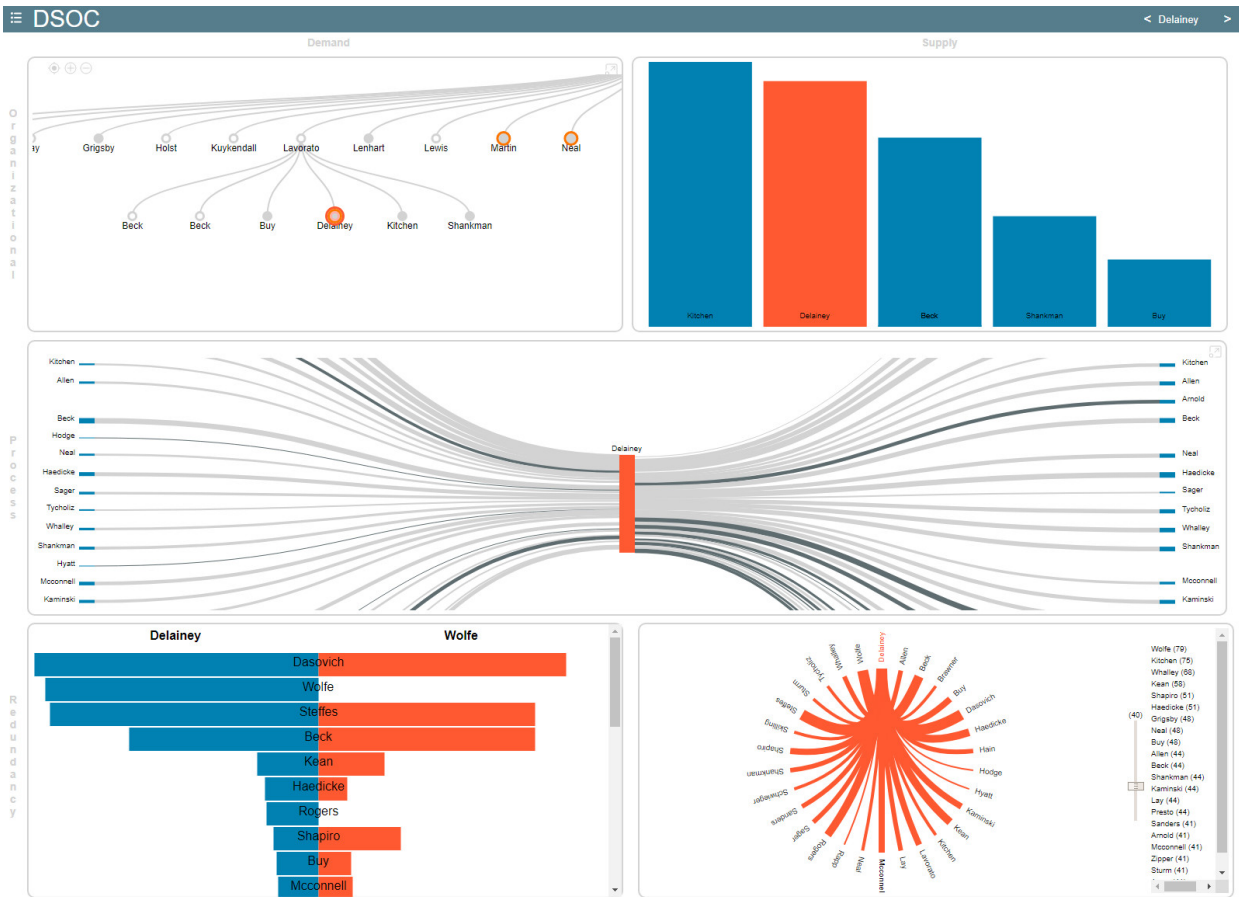 DSOC
< Delainey >
Demand
Supply
Organizational
ay
Grigsby
Holst
Kuykendall
Lavorato
Lenhart
Lewis
Martin
Neal
Beck
Beck
Buy
Delainey
Kitchen
Shankman
Kitchen
Delainey
Beck
Shankman
Buy
Process
Kitchen
Allen
Beck
Hodge
Neal
Haedicke
Sager
Tycholiz
Whalley
Shankman
Hyatt
Mcconnell
Kaminski
Delainey
Kitchen
Allen
Arnold
Beck
Neal
Haedicke
Sager
Tycholiz
Whalley
Shankman
Mcconnell
Kaminski
Redundancy
Delainey
Wolfe
Dasovich
Wolfe
Steffes
Beck
Kean
Haedicke
Rogers
Shapiro
Buy
Mcconnell
Delainey
Allen
Beck
Brawner
Buy
Dasovich
Haedicke
Hain
Hodge
Hyatt
Kaminski
Kean
Kitchen
Lavorato
Lay
Mcconnel
Near
Rapp
Rogers
Sager
Sanders
Schwieger
Shankman
Shapiro
Skilling
Steffes
Sturm
Tycholiz
Whalley
Wolfe
(40)
Wolfe (79)
Kitchen (75)
Whalley (68)
Kean (58)
Shapiro (51)
Haedicke (51)
Grigsby (48)
Neal (48)
Buy (48)
Allen (44)
Beck (44)
Shankman (44)
Kaminski (44)
Lay (44)
Presto (44)
Sanders (41)
Arnold (41)
Mcconnell (41)
Zipper (41)
Sturm (41)